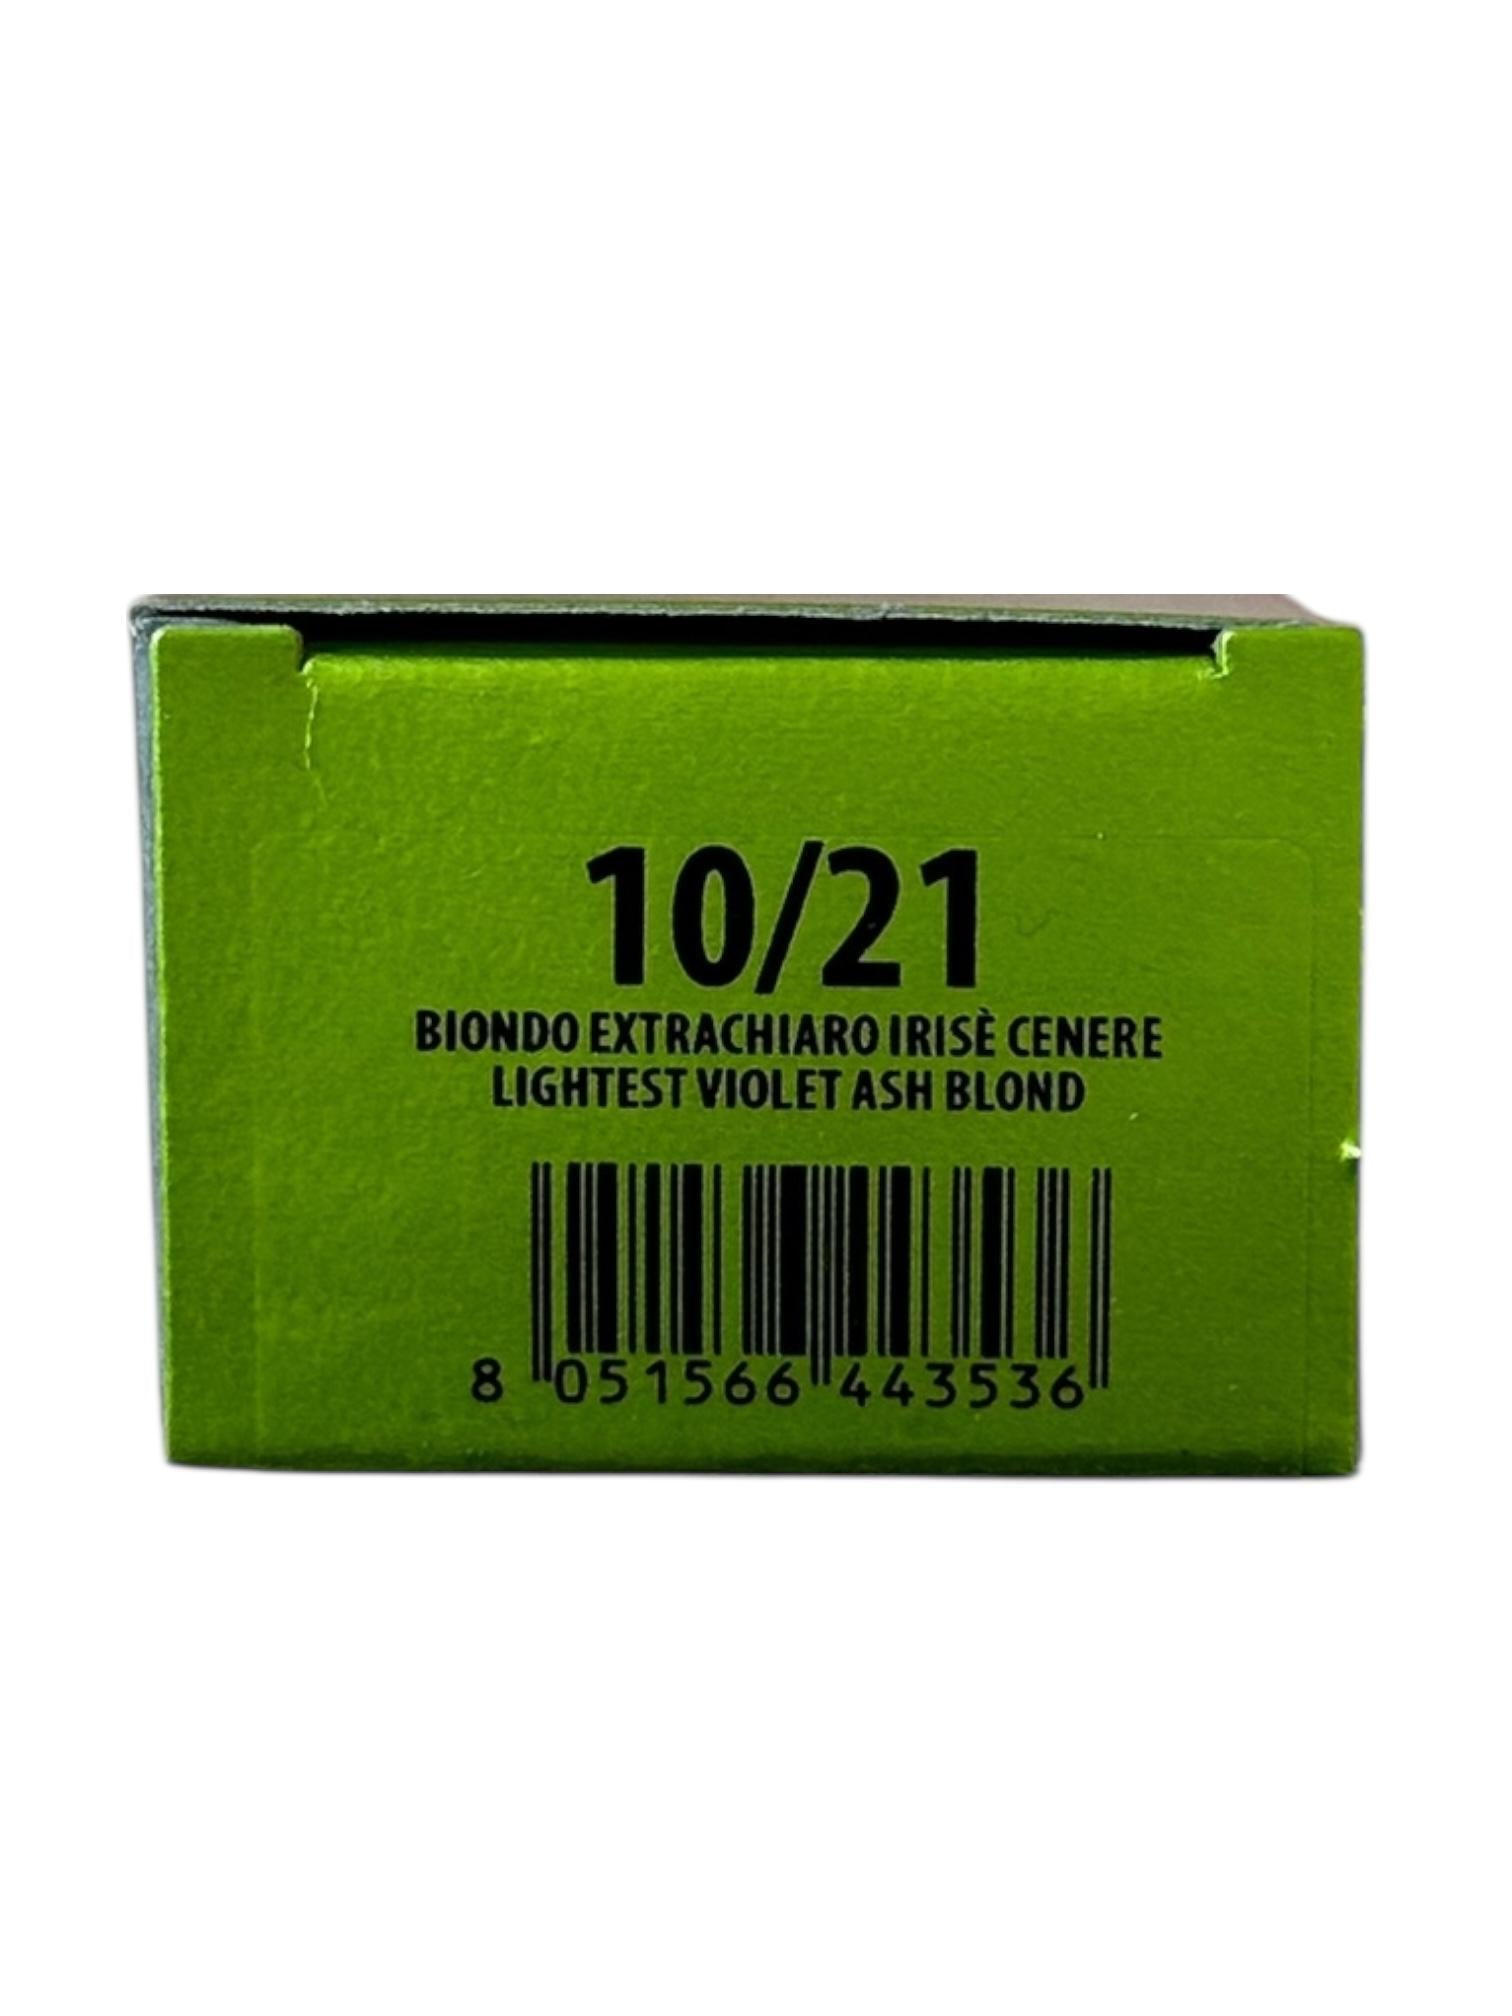 10/21
BIONDO EXTRACHIARO IRISÈ CENERE
LIGHTEST VIOLET ASH BLOND
8 051566 443536